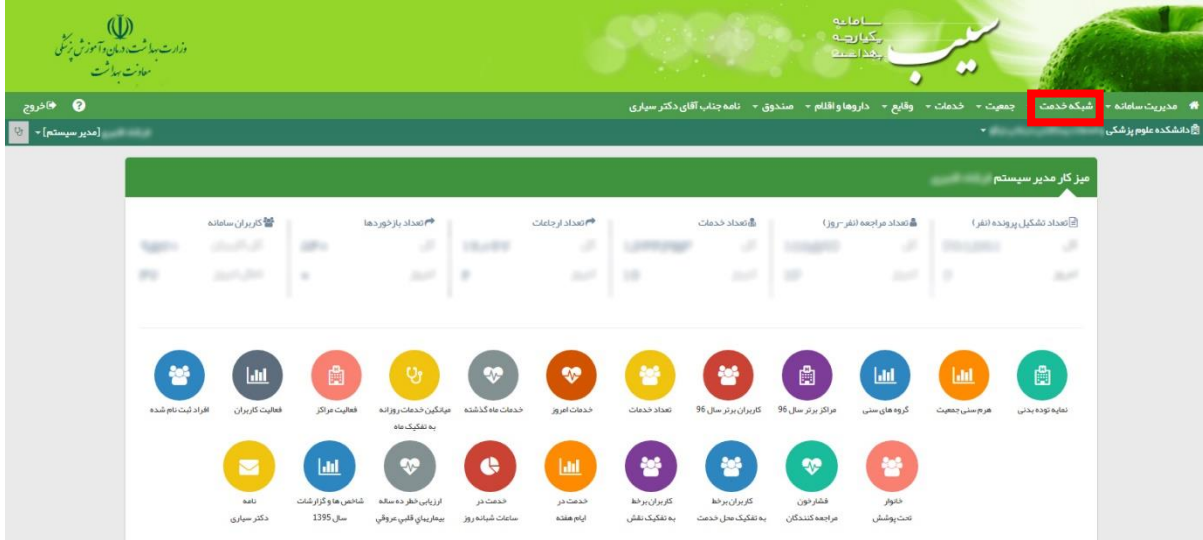 سیب
سامانه
یکپارچه
بهداشت
وزارت بهداشت، درمان و آموزش پزشکی
معاونت بهداشت
مدیریت سامانه شبکه خدمت جمعیت خدمات وقایع داروها و اقلام صندوق نامه جناب آقای دکتر سیاری ? خروج
دانشکده علوم پزشکی [مدیر سیستم]
میز کار مدیر سیستم
تعداد تشکیل پرونده (نفر) تعداد مراجعه (نفر-روز) تعداد خدمات تعداد ارجاعات تعداد بازخوردها کاربران سامانه
نمایه توده بدنی هرم سنی جمعیت گروه های سنی مراکز برتر سال 96 کاربران برتر سال 96 تعداد خدمات خدمات امروز خدمات ماه گذشته میانگین خدمات روزانه فعالیت مراکز فعالیت کاربران افراد ثبت نام شده
به تفکیک ماه
خانوار فشارخون کاربران برخط کاربران برخط خدمت در خدمت در ارزیابی خطر ده ساله شاخص ها و گزارشات نامه
تحت پوشش مراجعه کنندگان به تفکیک محل خدمت به تفکیک نقش ایام هفته ساعات شبانه روز بیماریهای قلبی عروقی سال 1395 دکتر سیاری